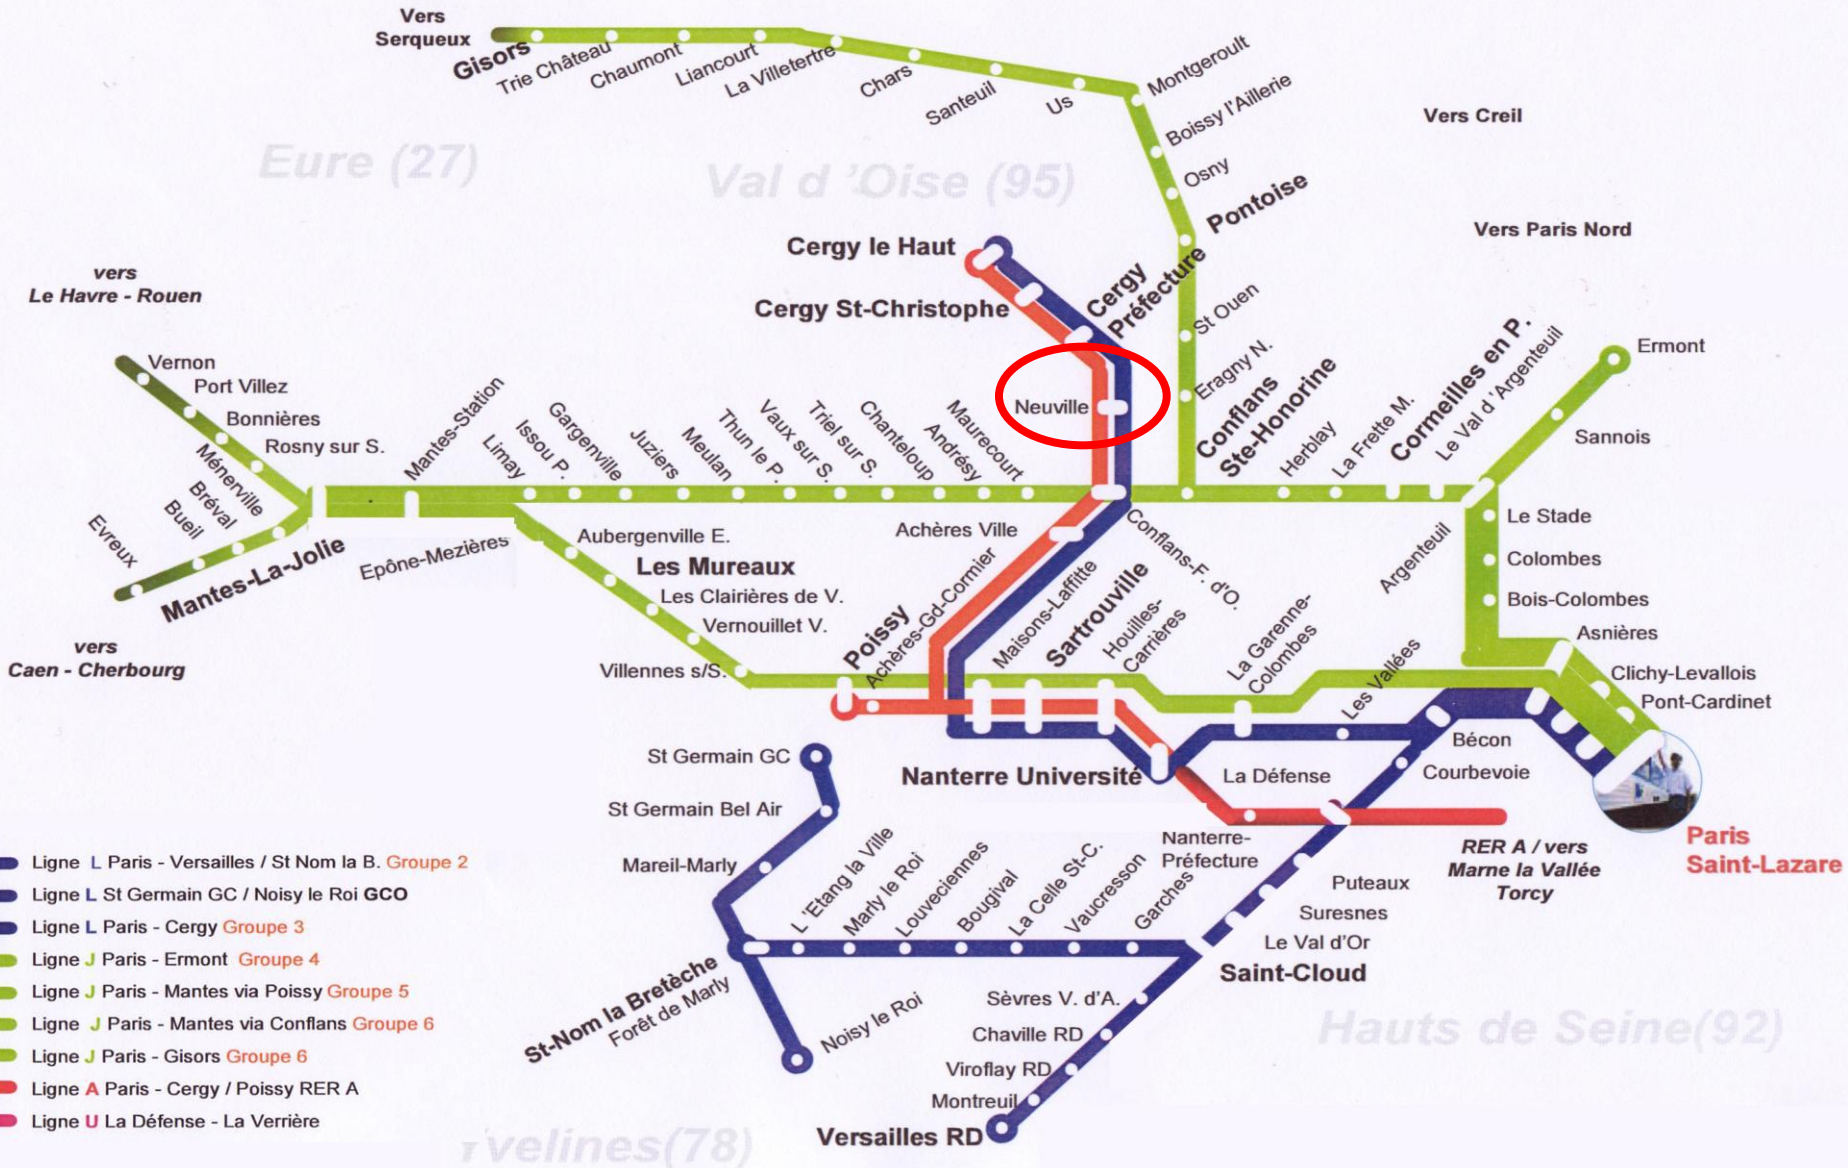 Vers
Serqueux
Gisors
Trie Château
Chaumont
Liancourt
La Villetertre
Chars
Santeuil
Us
Montgeroult
Boissy l'Aillerie
Osny
Pontoise
Vers Creil
Vers Paris Nord
Eure (27)
Val d 'Oise (95)
Cergy le Haut
Cergy St-Christophe
Cergy
Préfecture
Neuville
St Ouen
Eragny N.
Conflans
Ste-Honorine
Herblay
La Frette M.
Cormeilles en P.
Le Val d 'Argenteuil
Ermont
Sannois
vers
Le Havre - Rouen
Vernon
Port Villez
Bonnières
Rosny sur S.
Ménerville
Bréval
Bueil
Evreux
Mantes-La-Jolie
Mantes-Station
Epône-Mezières
Limay
Issou P.
Gargenville
Juziers
Meulan
Thun le P.
Vaux sur S.
Triel sur S.
Chanteloup
Andrésy
Maurecourt
Achères Ville
Conflans-F. d'O.
Argenteuil
Le Stade
Colombes
Bois-Colombes
Asnières
Clichy-Levallois
Pont-Cardinet
Aubergenville E.
Les Mureaux
Les Clairières de V.
Vernouillet V.
Villennes s/S.
vers
Caen - Cherbourg
Poissy
Achères-Gd-Cormier
Maisons-Laffitte
Sartrouville
Houilles-
Carrières
La Garenne-
Colombes
Les Vallées
Bécon
Courbevoie
Nanterre Université
La Défense
Nanterre-
Préfecture
RER A / vers
Marne la Vallée
Torcy
Paris
Saint-Lazare
St Germain GC
St Germain Bel Air
Mareil-Marly
L 'Etang la Ville
Marly le Roi
Louveciennes
Bougival
La Celle St-C.
Vaucresson
Garches
Puteaux
Suresnes
Le Val d'Or
Saint-Cloud
St-Nom la Bretèche
Forêt de Marly
Noisy le Roi
Sèvres V. d'A.
Chaville RD
Viroflay RD
Montreuil
Versailles RD
Hauts de Seine(92)
Yvelines(78)
Ligne L Paris - Versailles / St Nom la B. Groupe 2
Ligne L St Germain GC / Noisy le Roi GCO
Ligne L Paris - Cergy Groupe 3
Ligne J Paris - Ermont Groupe 4
Ligne J Paris - Mantes via Poissy Groupe 5
Ligne J Paris - Mantes via Conflans Groupe 6
Ligne J Paris - Gisors Groupe 6
Ligne A Paris - Cergy / Poissy RER A
Ligne U La Défense - La Verrière